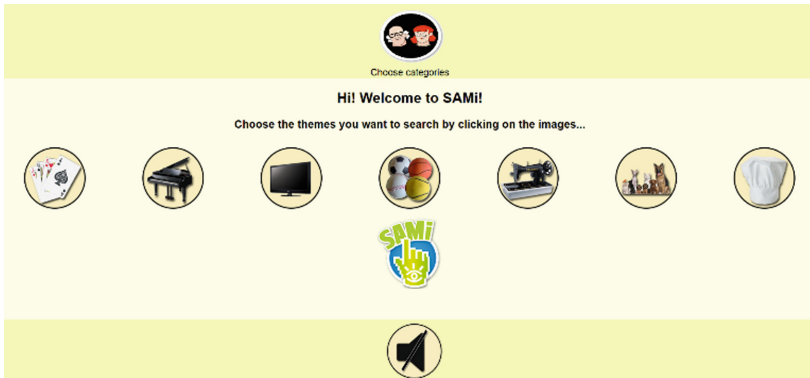 Choose categories
Hi! Welcome to SAMi!
Choose the themes you want to search by clicking on the images...
SAMi